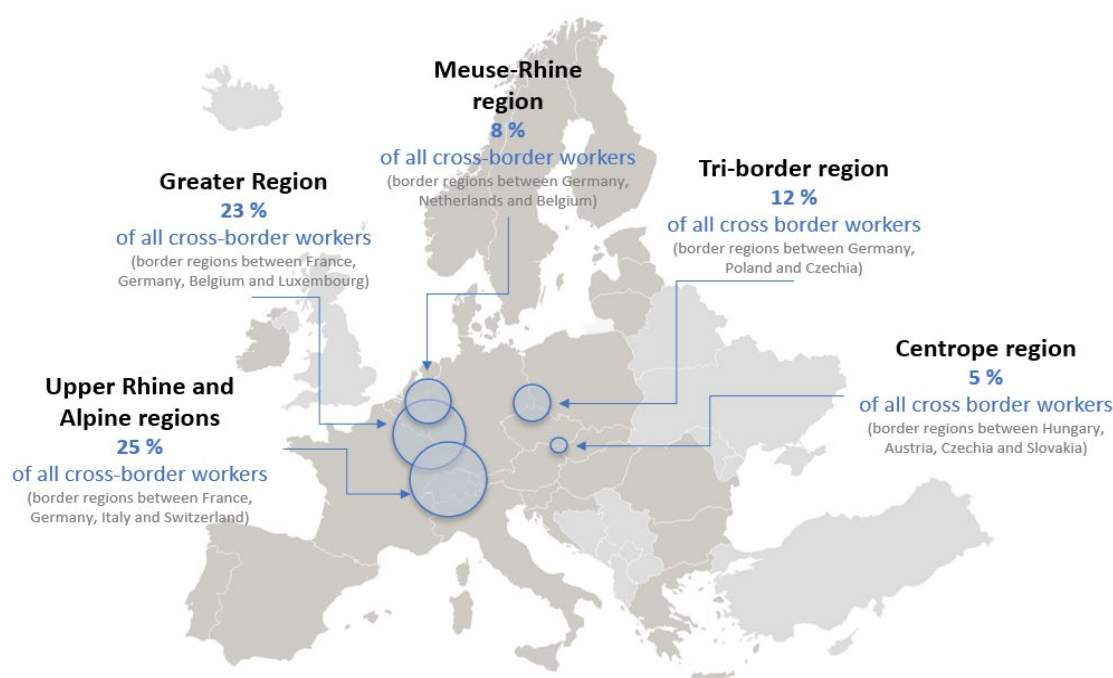 Meuse-Rhine
region
8 %
of all cross-border workers
(border regions between Germany,
Netherlands and Belgium)
Greater Region
23 %
of all cross-border workers
(border regions between France,
Germany, Belgium and Luxembourg)
Tri-border region
12 %
of all cross border workers
(border regions between Germany,
Poland and Czechia)
Upper Rhine and
Alpine regions
25 %
of all cross-border workers
(border regions between France,
Germany, Italy and Switzerland)
Centrope region
5 %
of all cross border workers
(border regions between Hungary,
Austria, Czechia and Slovakia)